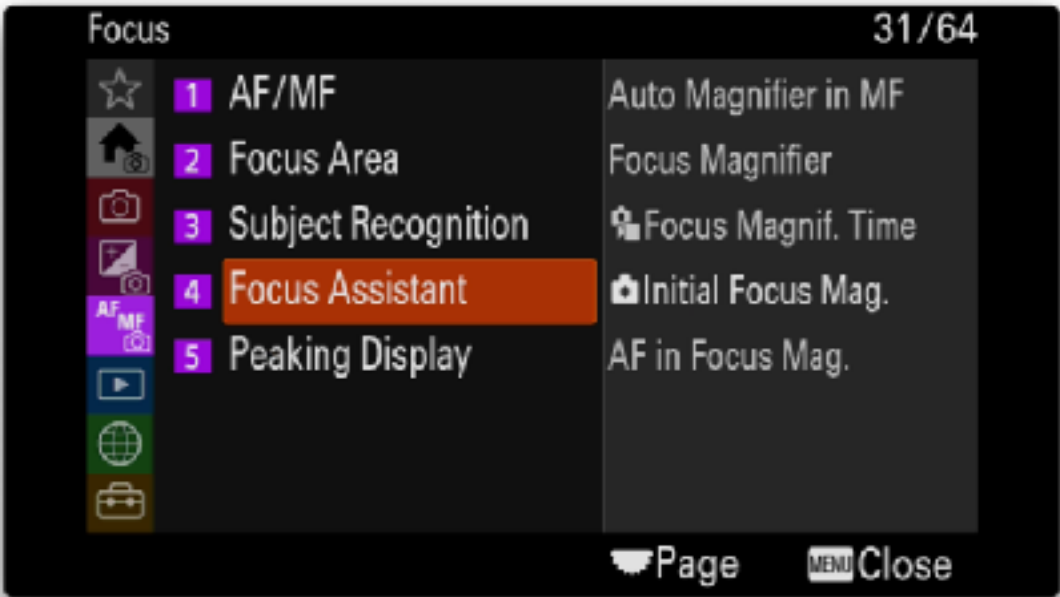 Focus 31/64
1 AF/MF
2 Focus Area
3 Subject Recognition
4 Focus Assistant
5 Peaking Display
AF MF
Auto Magnifier in MF
Focus Magnifier
Focus Magnif. Time
Initial Focus Mag.
AF in Focus Mag.
Page MENU Close